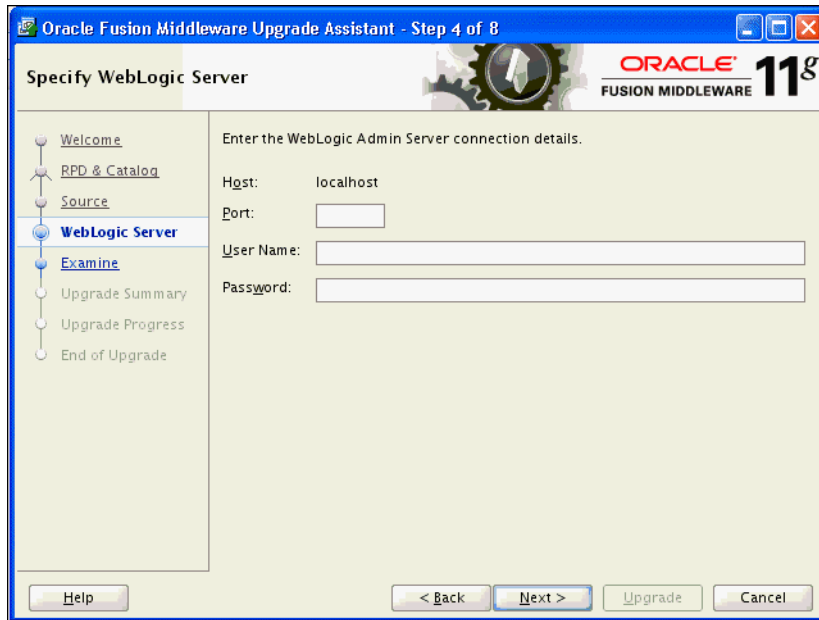 Oracle Fusion Middleware Upgrade Assistant - Step 4 of 8
Specify WebLogic Server
ORACLE®
FUSION MIDDLEWARE 11g
Welcome
RPD & Catalog
Source
WebLogic Server
Examine
Upgrade Summary
Upgrade Progress
End of Upgrade
Enter the WebLogic Admin Server connection details.
Host: localhost
Port:
User Name:
Password:
Help
< Back
Next >
Upgrade
Cancel